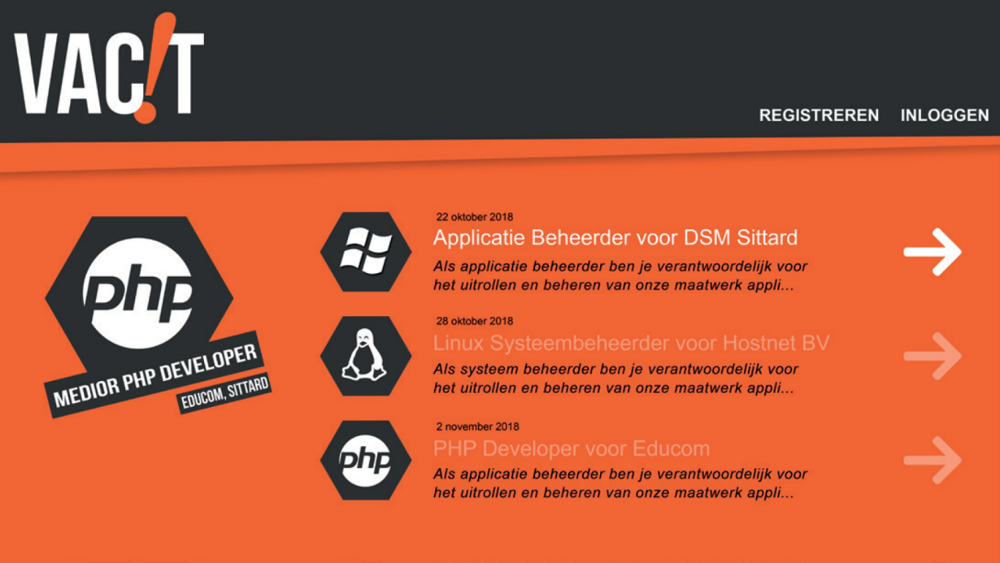 VAC!T
REGISTREREN INLOGGEN
php
MEDIOR PHP DEVELOPER
EDUCOM, SITTARD
22 oktober 2018
Applicatie Beheerder voor DSM Sittard
Als applicatie beheerder ben je verantwoordelijk voor
het uitrollen en beheren van onze maatwerk appli...
28 oktober 2018
Linux Systeembeheerder voor Hostnet BV
Als systeem beheerder ben je verantwoordelijk voor
het uitrollen en beheren van onze maatwerk appli...
php
2 november 2018
PHP Developer voor Educom
Als applicatie beheerder ben je verantwoordelijk voor
het uitrollen en beheren van onze maatwerk appli...